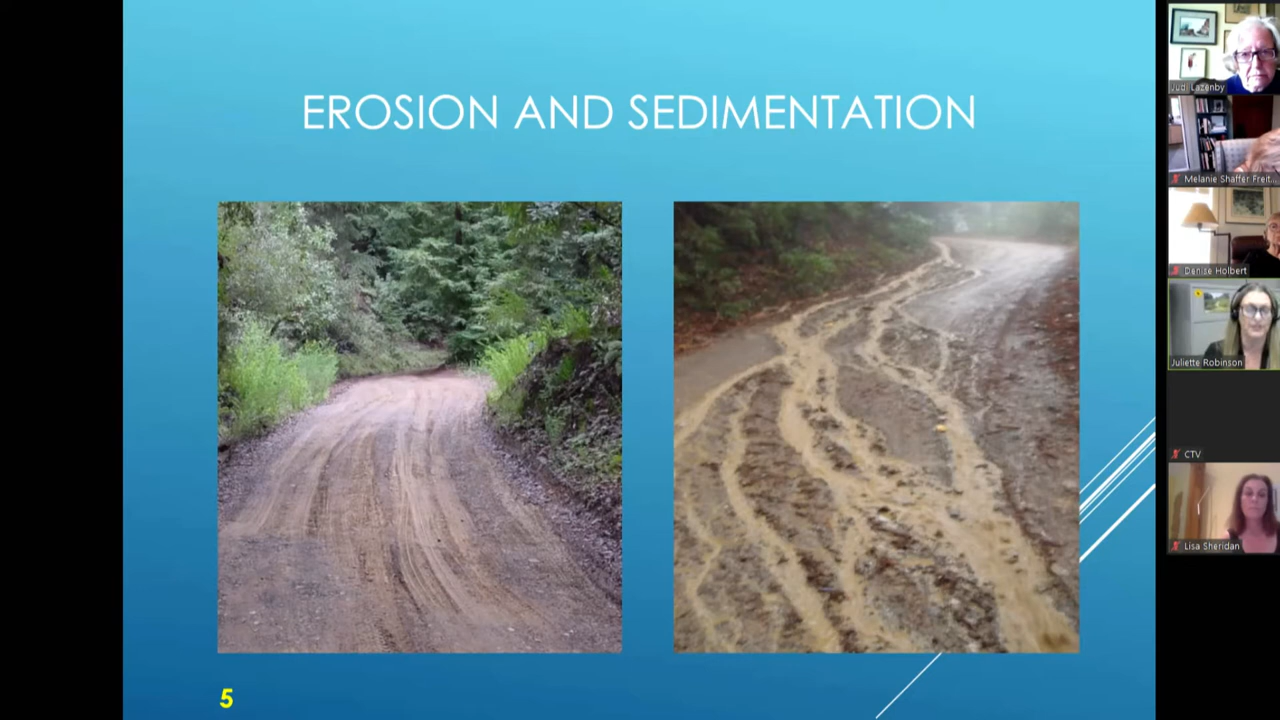 EROSION AND SEDIMENTATION
5
Judi Lazenby
Melanie Shaffer Freit...
Denise Holbert
Juliette Robinson
CTV
Lisa Sheridan